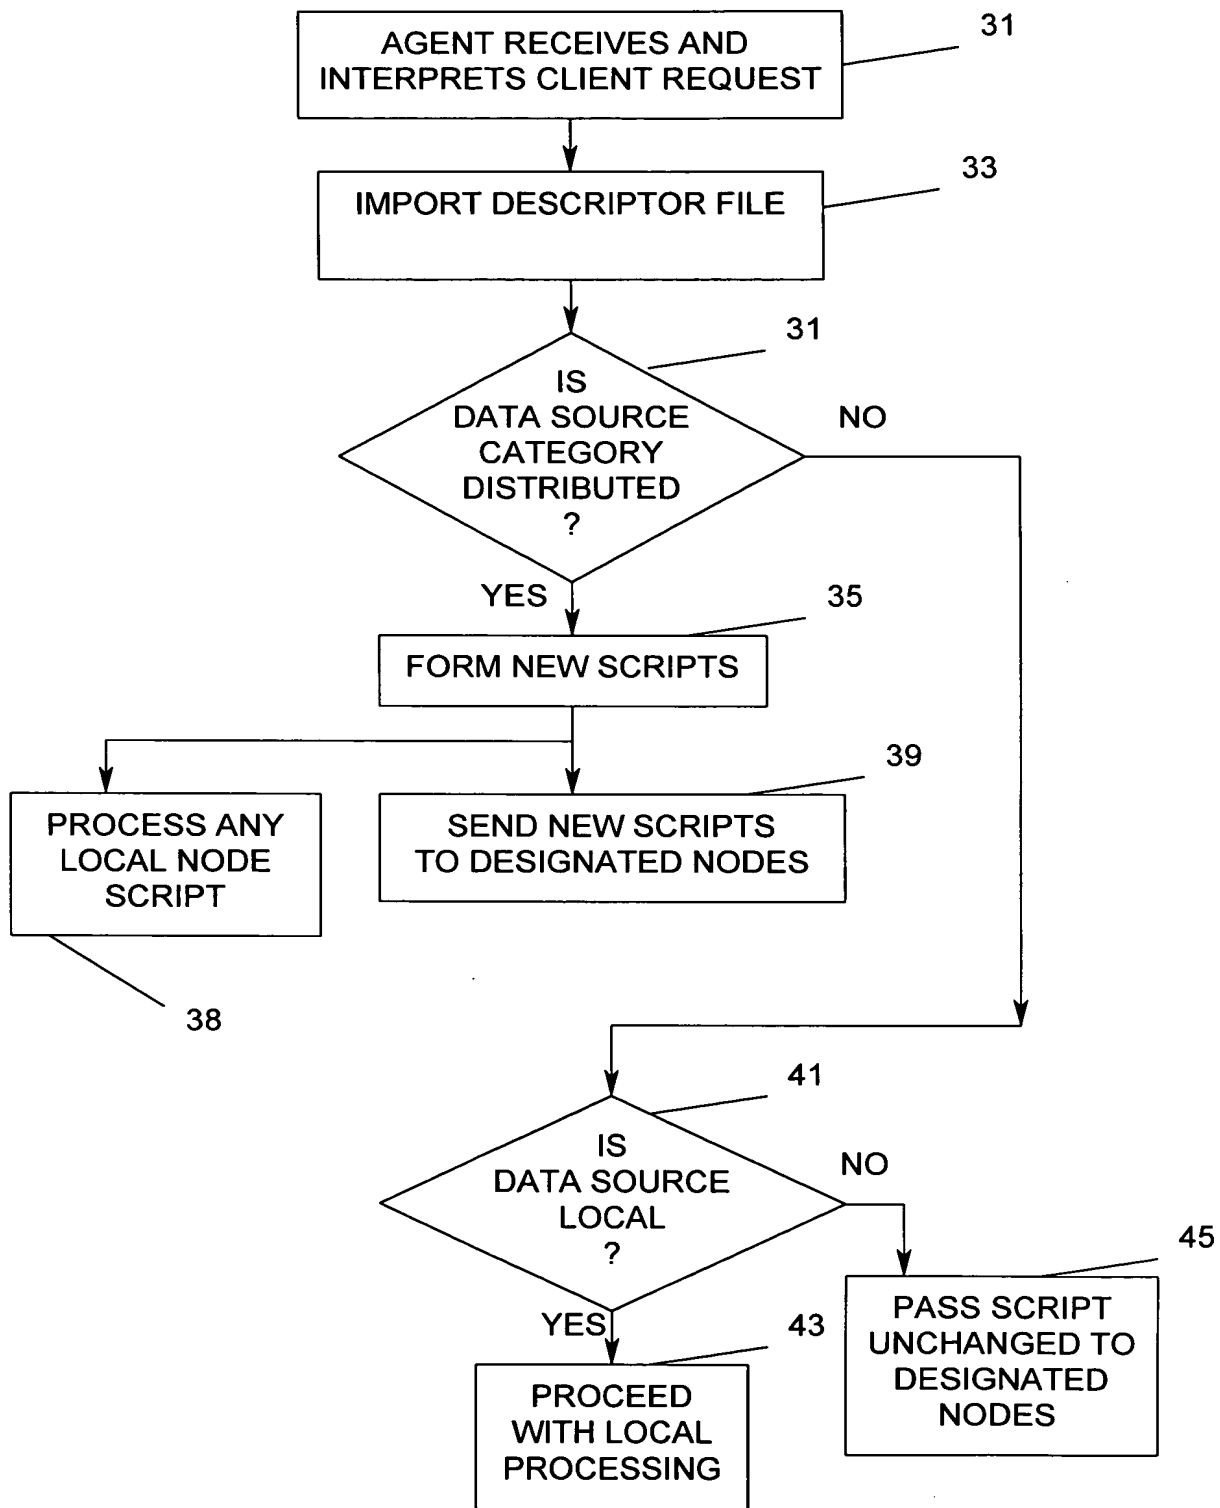 31
AGENT RECEIVES AND
INTERPRETS CLIENT REQUEST
33
IMPORT DESCRIPTOR FILE
31
IS
DATA SOURCE
CATEGORY
DISTRIBUTED
?
NO
YES
35
FORM NEW SCRIPTS
39
PROCESS ANY
LOCAL NODE
SCRIPT
SEND NEW SCRIPTS
TO DESIGNATED NODES
38
41
IS
DATA SOURCE
LOCAL
?
NO
45
YES
43
PASS SCRIPT
UNCHANGED TO
DESIGNATED
NODES
PROCEED
WITH LOCAL
PROCESSING